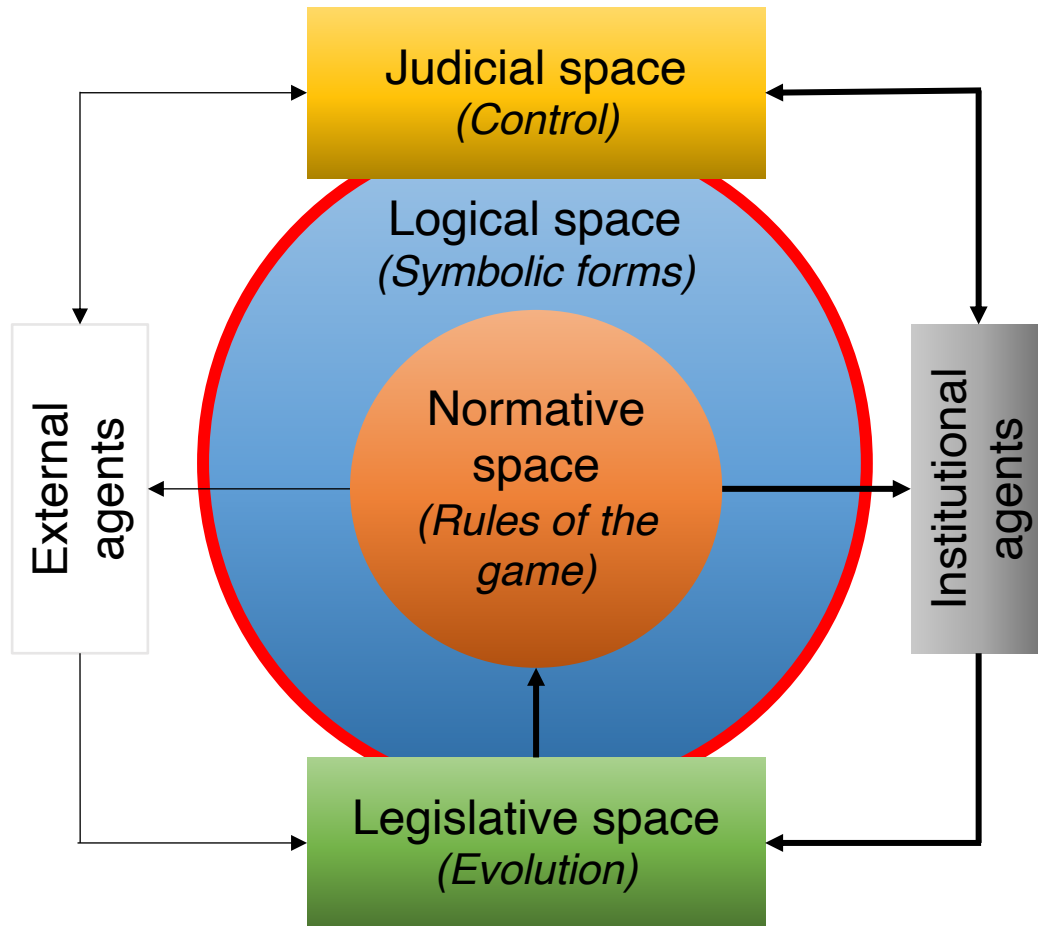 Judicial space
(Control)
Logical space
(Symbolic forms)
Normative
space
(Rules of the
game)
External
agents
Institutional
agents
Legislative space
(Evolution)